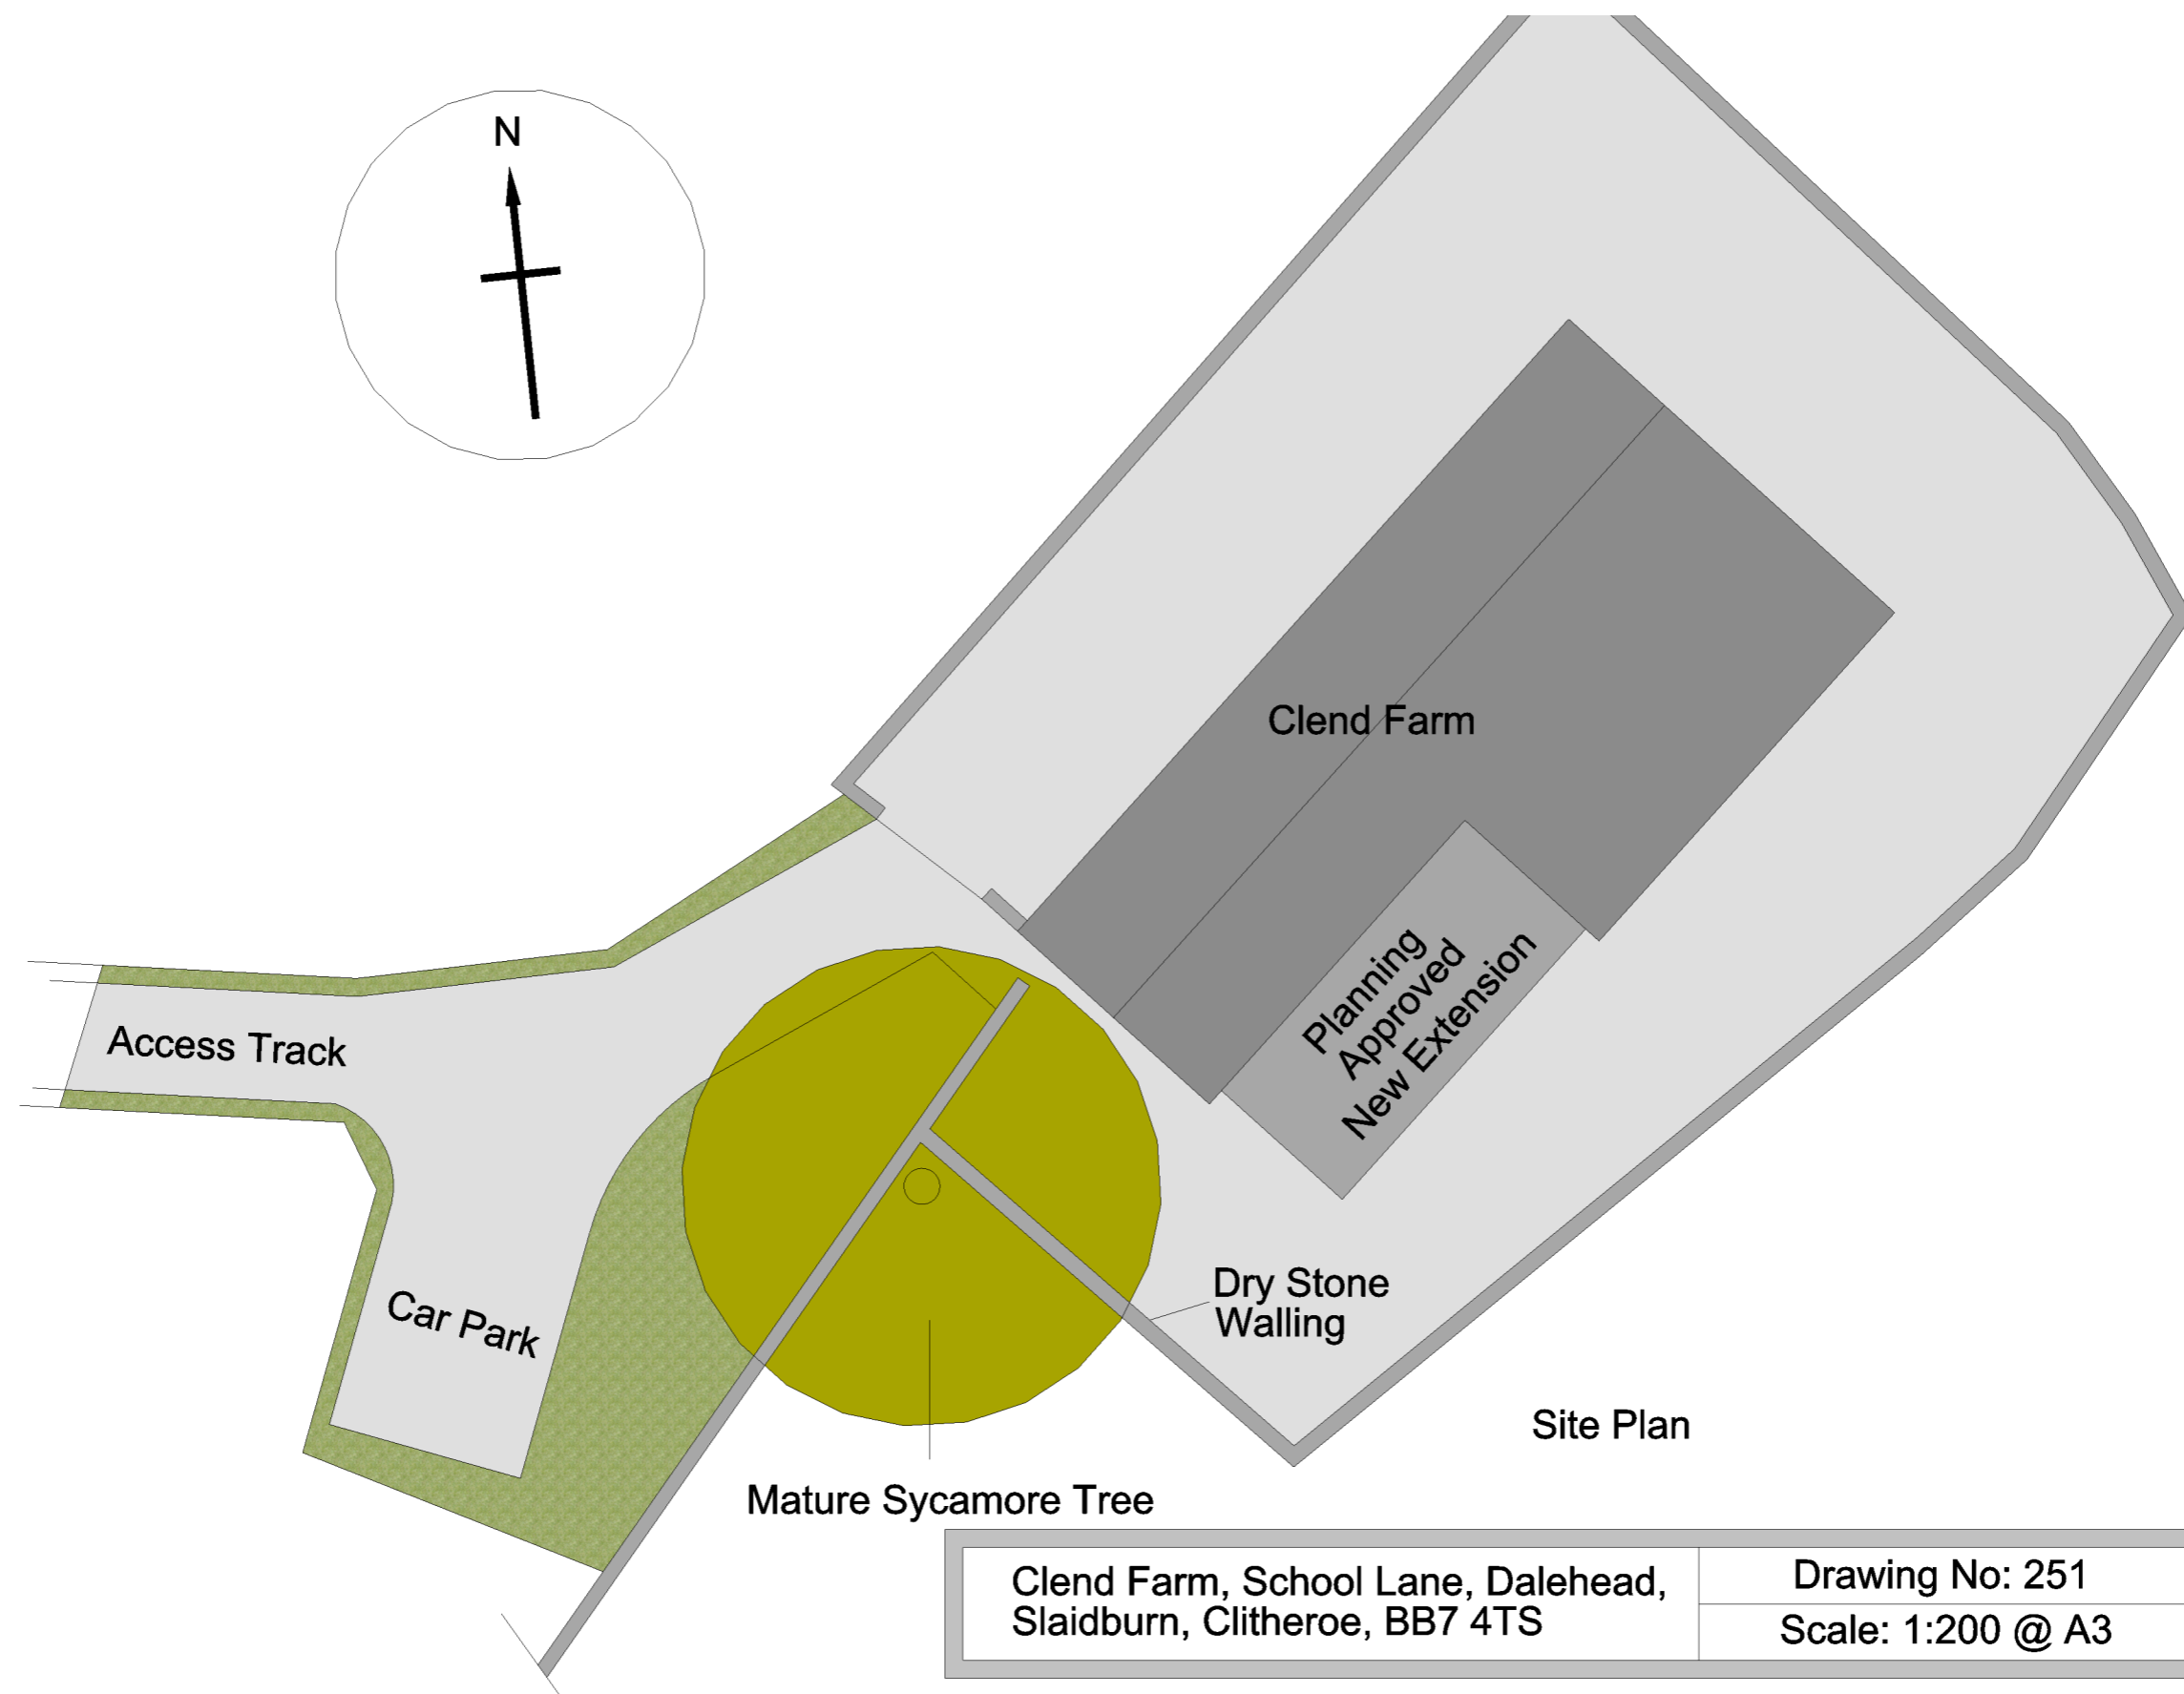 N
Clend Farm
Planning
Approved
New Extension
Access Track
Car Park
Dry Stone
Walling
Site Plan
Mature Sycamore Tree
Clend Farm, School Lane, Dalehead,
Slaidburn, Clitheroe, BB7 4TS
Drawing No: 251
Scale: 1:200 @ A3